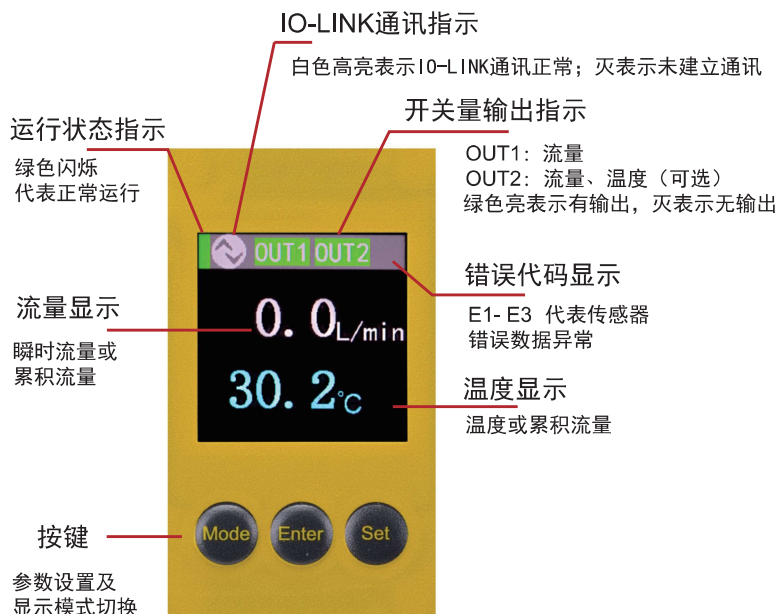 IO-LINK通讯指示
白色高亮表示IO-LINK通讯正常；灭表示未建立通讯
开关量输出指示
OUT1：流量
OUT2：流量、温度（可选）
绿色亮表示有输出，灭表示无输出
运行状态指示
绿色闪烁
代表正常运行
OUT1 OUT2
错误代码显示
E1- E3 代表传感器
错误数据异常
流量显示
瞬时流量或
累积流量
0. 0L/min
30. 2℃
温度显示
温度或累积流量
按键
参数设置及
显示模式切换
Mode Enter Set